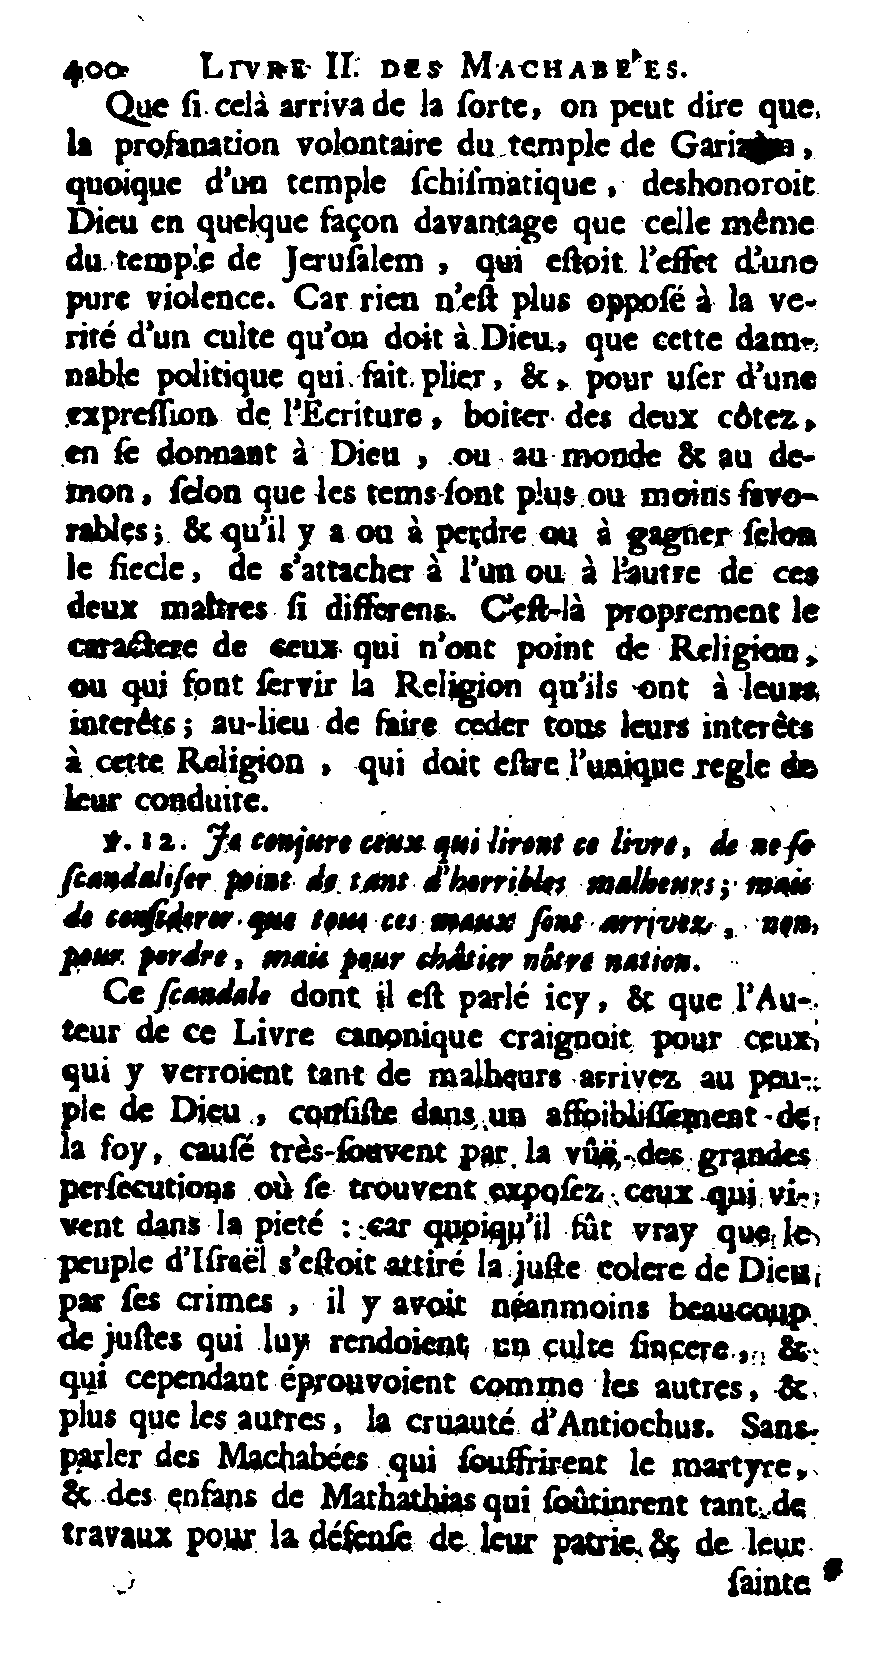 400 LIVRE II. DES MACHABE'ES.
Que ſi celà arriva de la ſorte, on peut dire que
la profanation volontaire du temple de Garizim,
quoique d'un temple ſchiſmatique, deshonoroit
Dieu en quelque façon davantage que celle même
du temple de Jeruſalem, qui eſtoit l'effet d'une
pure violence. Car rien n'eſt plus oppoſé à la ve-
rité d'un culte qu'on doit à Dieu, que cette dam-
nable politique qui fait plier, &, pour uſer d'une
expreſſion de l'Ecriture, boiter des deux côtez,
en ſe donnant à Dieu, ou au monde & au de-
mon, ſelon que les tems ſont plus ou moins favo-
rables; & qu'il y a ou à perdre ou à gagner ſelon
le ſiecle, de s'attacher à l'un ou à l'autre de ces
deux maîtres ſi differens. C'eſt-là proprement le
caractere de ceux qui n'ont point de Religion,
ou qui font ſervir la Religion qu'ils ont à leurs
interêts; au-lieu de faire ceder tous leurs interêts
à cette Religion, qui doit eſtre l'unique regle de
leur conduite.
℣. 12. Je conjure ceux qui liront ce livre, de ne ſe
ſcandaliſer point de tant d'horribles malheurs; mais
de conſiderer que tous ces maux ſont arrivez, non
pour perdre, mais pour châtier nôtre nation.
Ce ſcandale dont il eſt parlé icy, & que l'Au-
teur de ce Livre canonique craignoit pour ceux
qui y verroient tant de malheurs arrivez au peu-
ple de Dieu, conſiſte dans un affoibliſſement de
la foy, cauſé très-ſouvent par la vûë des grandes
perſecutions où ſe trouvent expoſez ceux qui vi-
vent dans la pieté: car quoiqu'il fût vray que le
peuple d'Iſraël s'eſtoit attiré la juſte colere de Dieu
par ſes crimes, il y avoit néanmoins beaucoup
de juſtes qui luy rendoient un culte ſincere, &
qui cependant éprouvoient comme les autres, &
plus que les autres, la cruauté d'Antiochus. Sans
parler des Machabées qui ſouffrirent le martyre,
& des enfans de Mathathias qui ſoûtinrent tant de
travaux pour la défenſe de leur patrie & de leur
ſainte